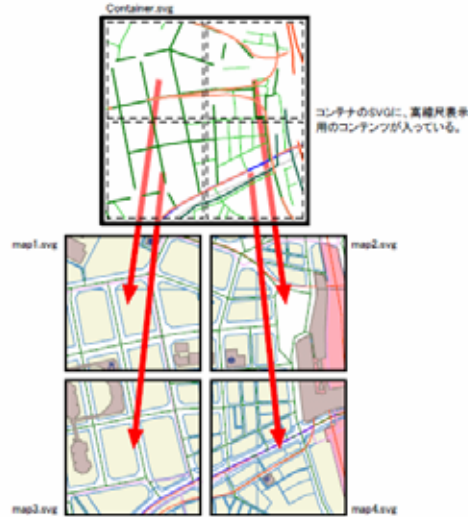 Container.svg
コンテナのSVGに、高縮尺表示
用のコンテンツが入っている。
map1.svg
map2.svg
map3.svg
map4.svg